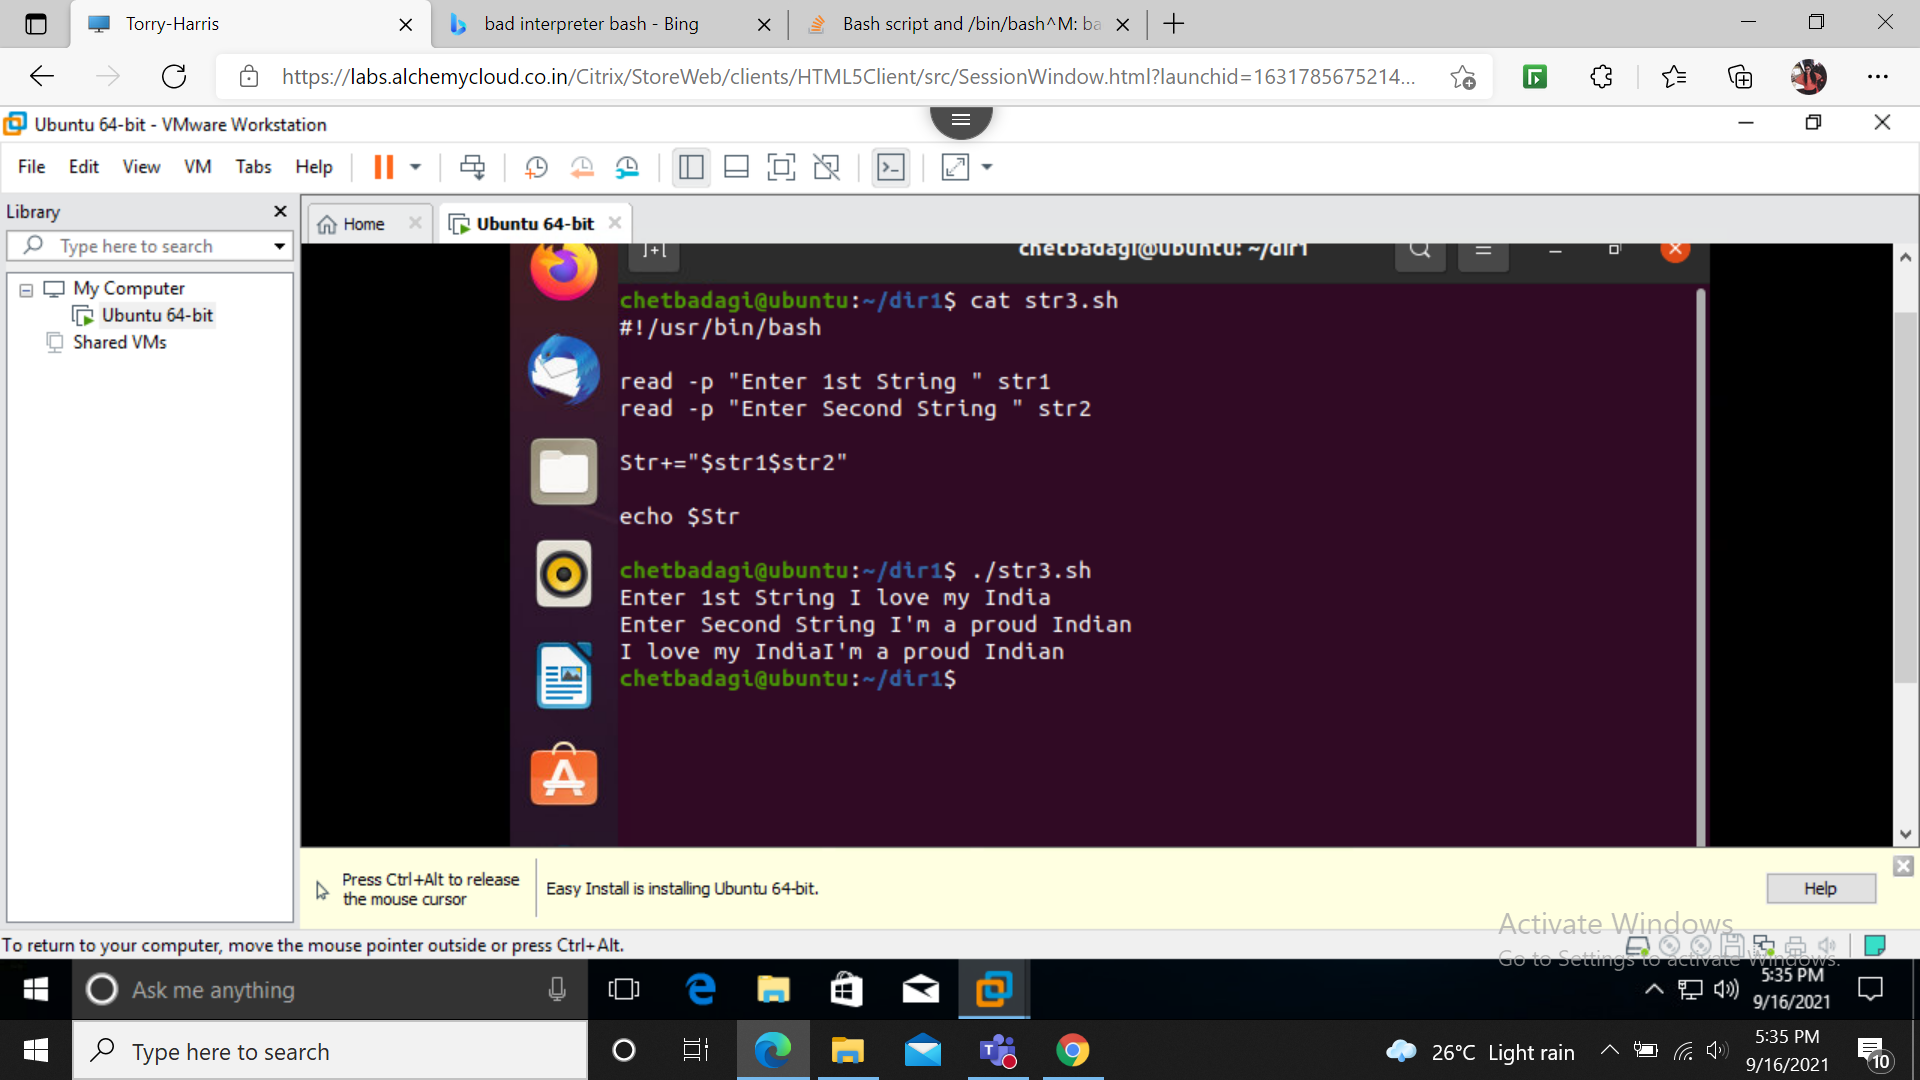 Torry-Harris
bad interpreter bash - Bing
Bash script and /bin/bash^M: ba
https://labs.alchemycloud.co.in/Citrix/StoreWeb/clients/HTML5Client/src/SessionWindow.html?launchid=1631785675214...
Ubuntu 64-bit - VMware Workstation
File Edit View VM Tabs Help
Library
Type here to search
My Computer
Ubuntu 64-bit
Shared VMs
Home
Ubuntu 64-bit
chetbadagi@ubuntu: ~/dir1
chetbadagi@ubuntu:~/dir1$ cat str3.sh
#!/usr/bin/bash
read -p "Enter 1st String " str1
read -p "Enter Second String " str2
Str+="$str1$str2"
echo $Str
chetbadagi@ubuntu:~/dir1$ ./str3.sh
Enter 1st String I love my India
Enter Second String I'm a proud Indian
I love my IndiaI'm a proud Indian
chetbadagi@ubuntu:~/dir1$
Press Ctrl+Alt to release
the mouse cursor
Easy Install is installing Ubuntu 64-bit.
Help
Activate Windows
Go to Settings to activate Windows.
To return to your computer, move the mouse pointer outside or press Ctrl+Alt.
Ask me anything
5:35 PM
9/16/2021
Type here to search
26°C Light rain
5:35 PM
9/16/2021
10